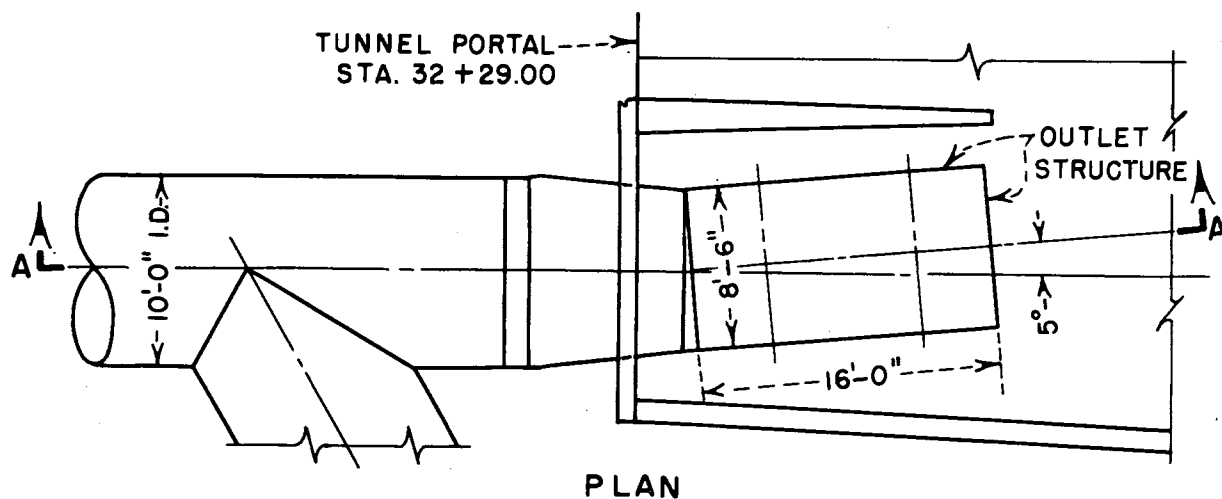 TUNNEL PORTAL
STA. 32 + 29.00
OUTLET
STRUCTURE
A
A
10'-0" I.D.
8'-6"
5°
16'-0"
PLAN